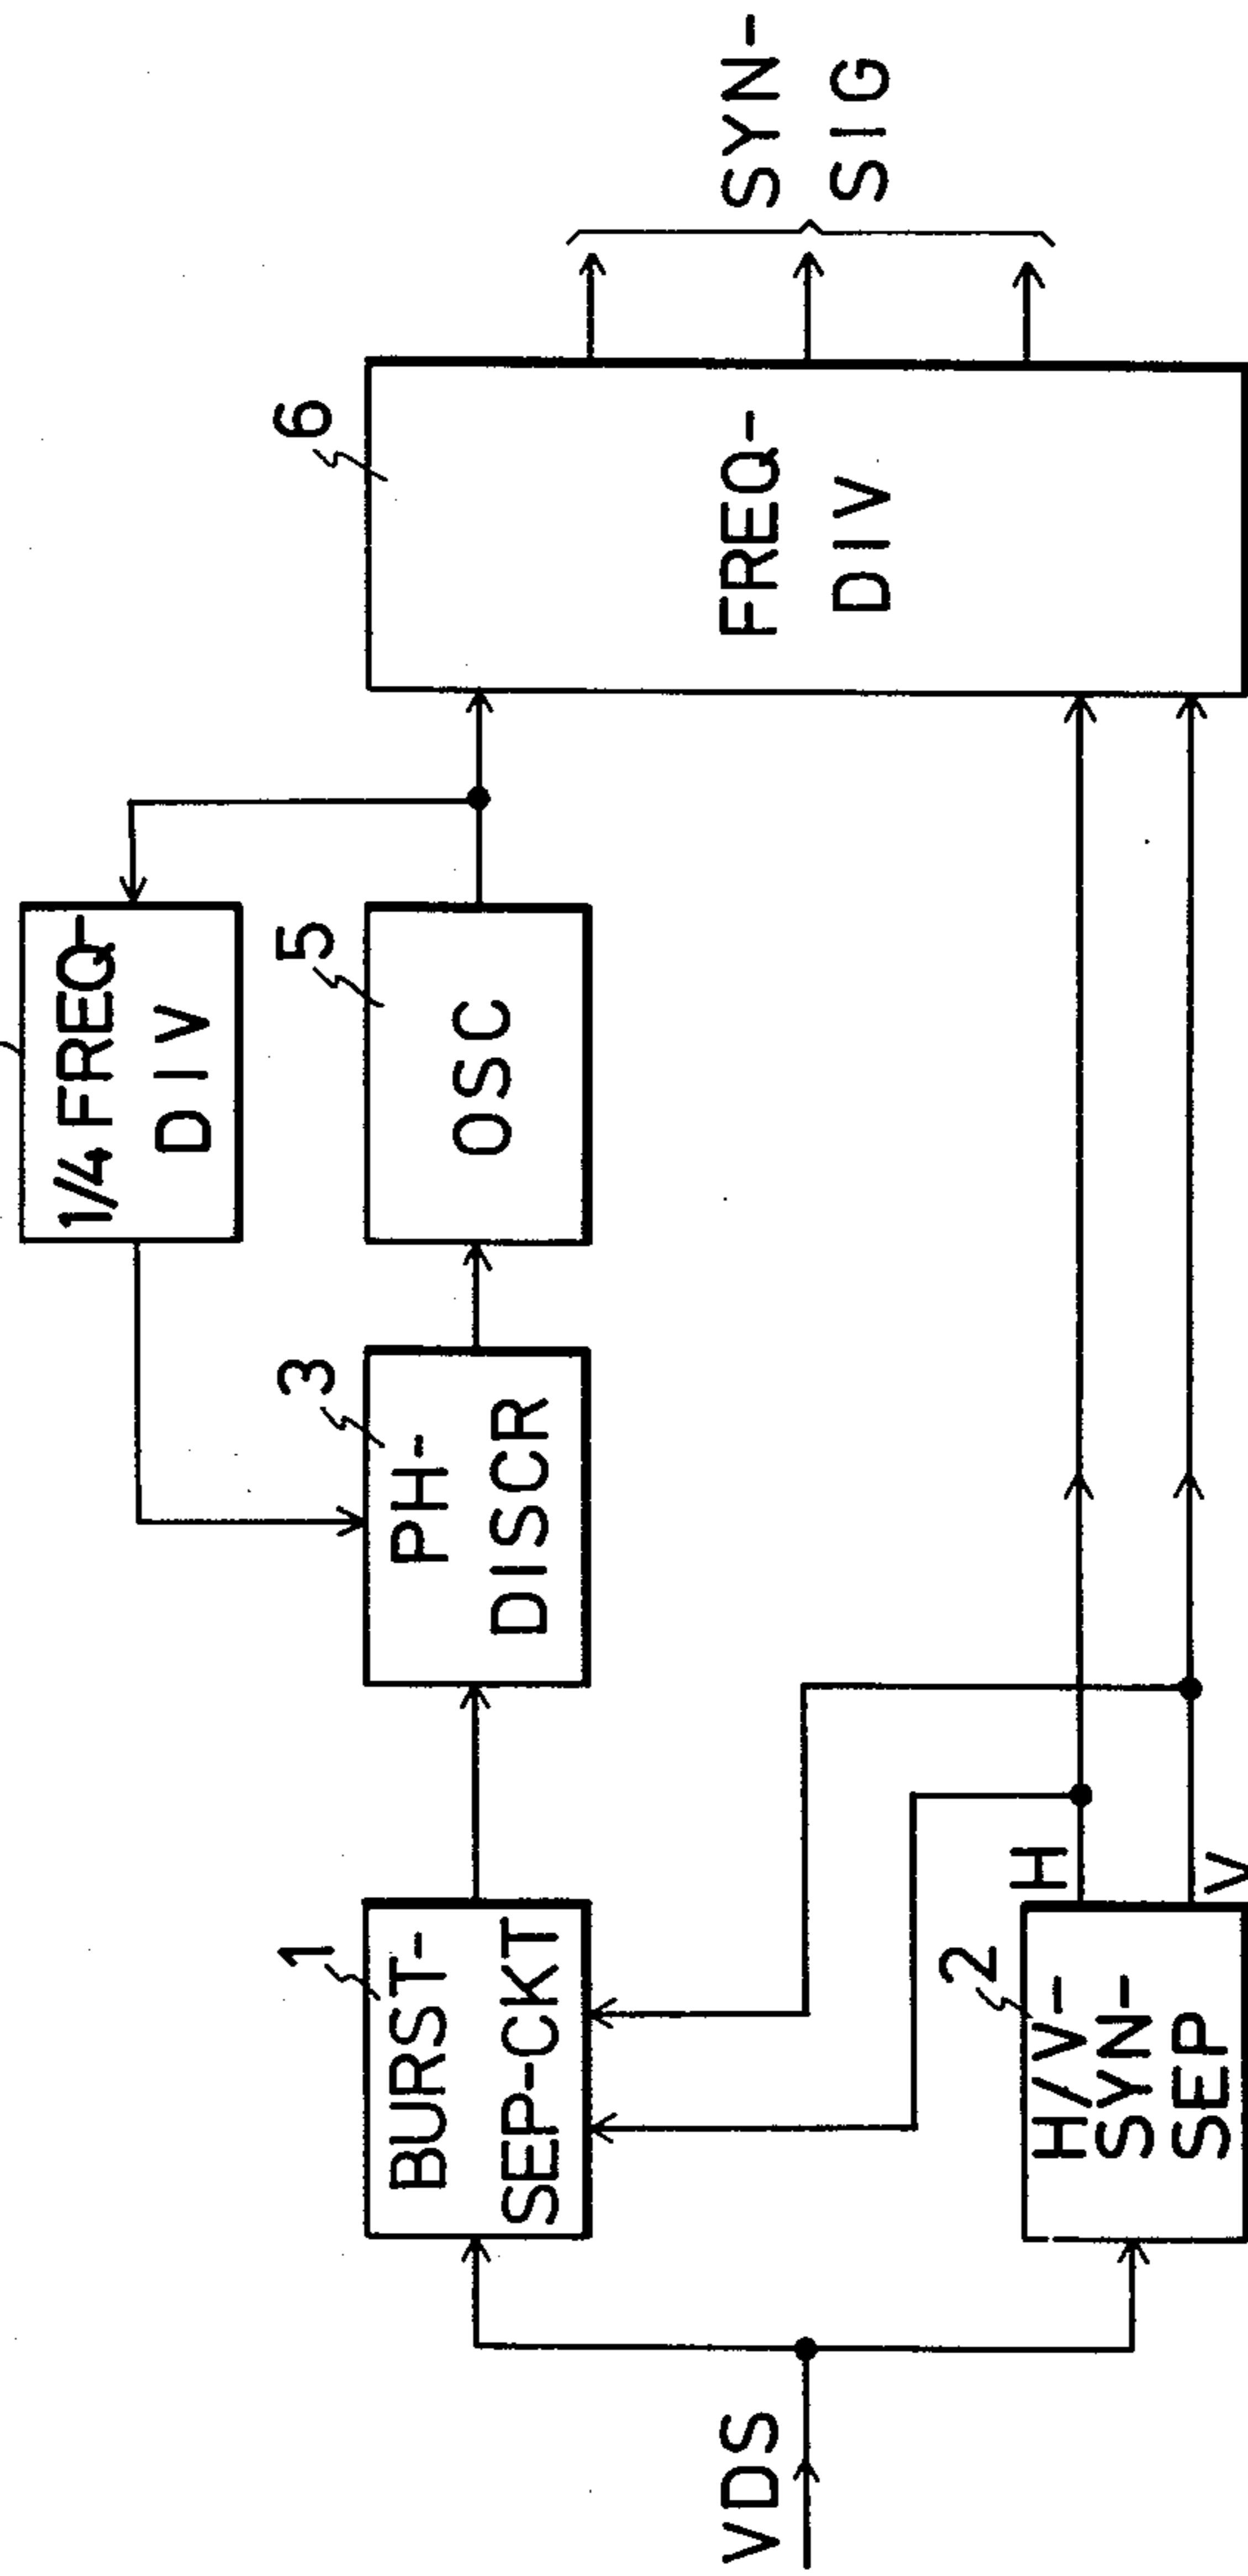 1/4 FREQ-
DIV
6
5
3
1
BURST-
SEP-CKT
PH-
DISCR
OSC
FREQ-
DIV
SYN-
SIG
VDS
2
H/V-
SYN-
SEP
H
V